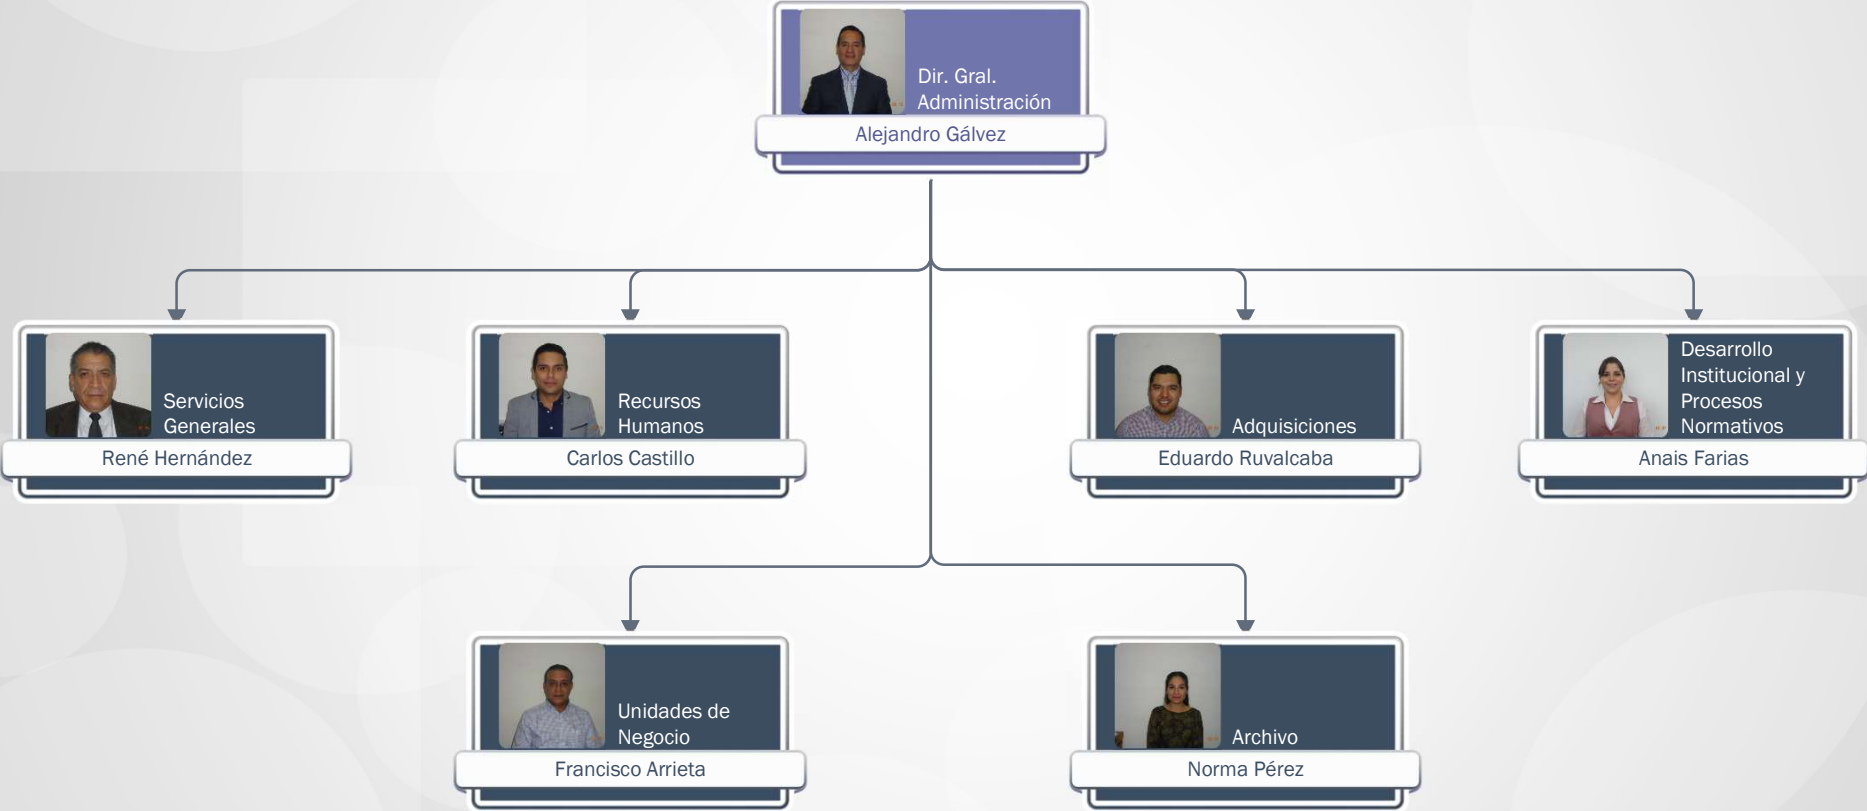 Dir. Gral.
Administración
Alejandro Gálvez
Servicios
Generales
René Hernández
Recursos
Humanos
Carlos Castillo
Adquisiciones
Eduardo Ruvalcaba
Desarrollo
Institucional y
Procesos
Normativos
Anais Farias
Unidades de
Negocio
Francisco Arrieta
Archivo
Norma Pérez